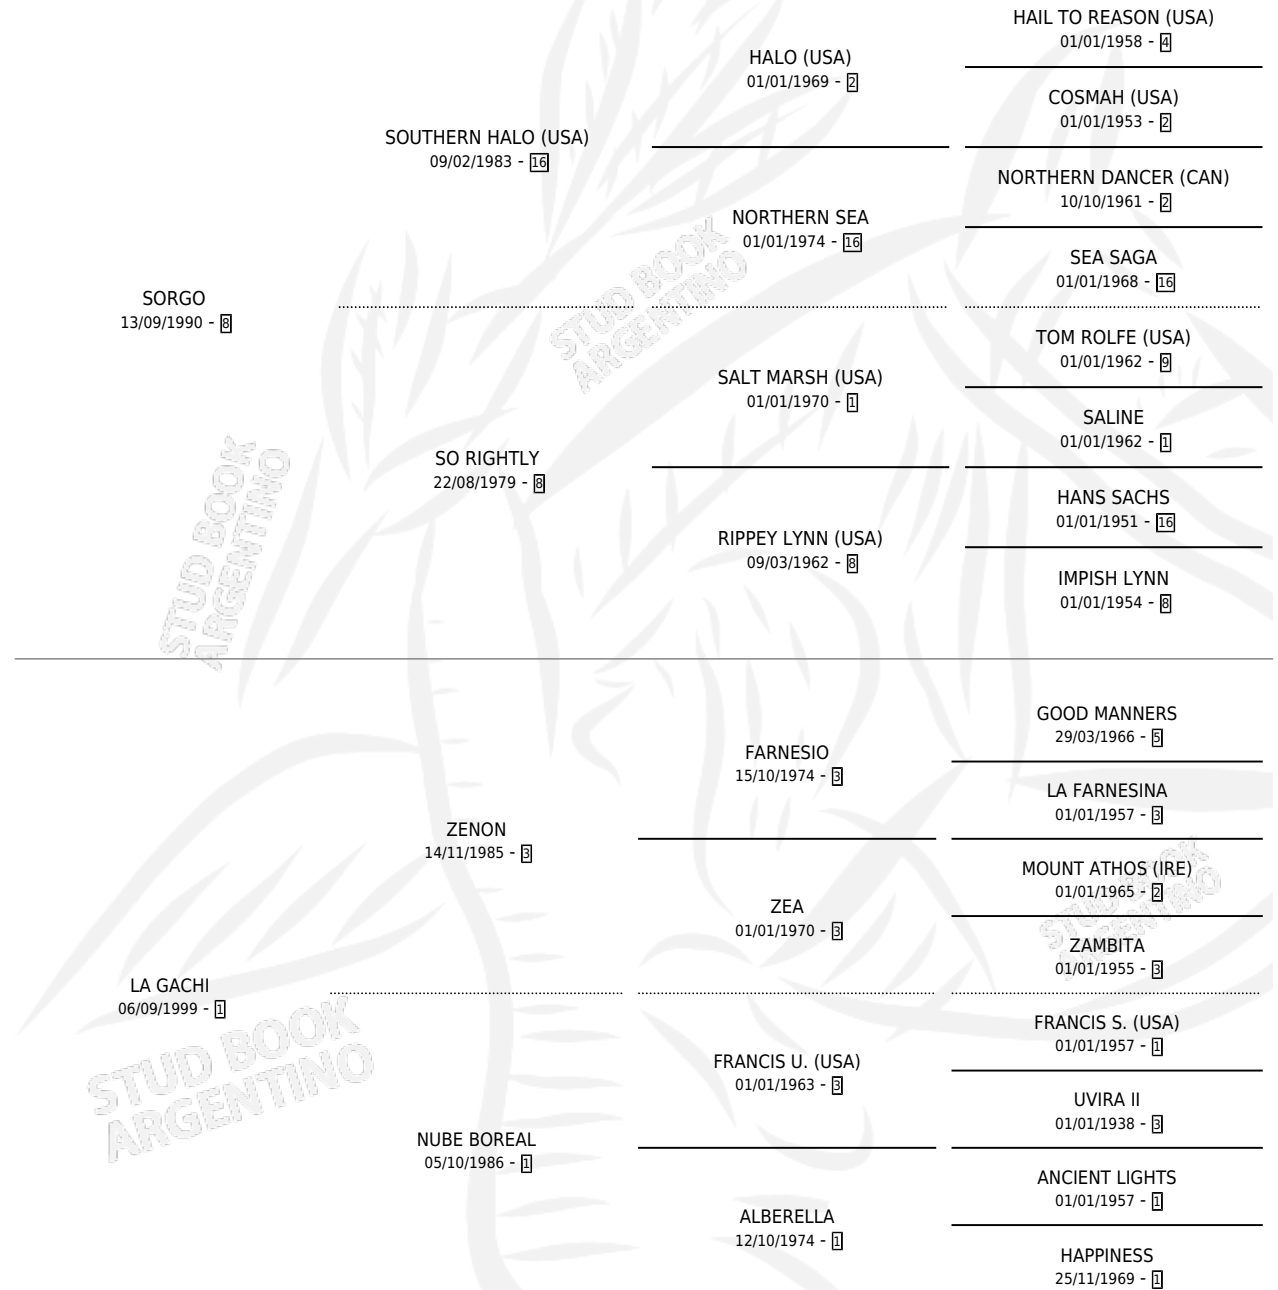 HAIL TO REASON (USA)
01/01/1958 - 4
HALO (USA)
01/01/1969 - 2
COSMAH (USA)
01/01/1953 - 2
SOUTHERN HALO (USA)
09/02/1983 - 16
NORTHERN DANCER (CAN)
10/10/1961 - 2
NORTHERN SEA
01/01/1974 - 16
SEA SAGA
01/01/1968 - 16
SORGO
13/09/1990 - 8
STUD BOOK
ARGENTINO
TOM ROLFE (USA)
01/01/1962 - 9
SALT MARSH (USA)
01/01/1970 - 1
SALINE
01/01/1962 - 1
SO RIGHTLY
22/08/1979 - 8
HANS SACHS
01/01/1951 - 16
RIPPEY LYNN (USA)
09/03/1962 - 8
IMPISH LYNN
01/01/1954 - 8
STUD BOOK
ARGENTINO
GOOD MANNERS
29/03/1966 - 5
FARNESIO
15/10/1974 - 3
LA FARNESINA
01/01/1957 - 3
ZENON
14/11/1985 - 3
MOUNT ATHOS (IRE)
01/01/1965 - 2
ZEA
01/01/1970 - 3
STUD BOOK
ARGENTINO
ZAMBITA
01/01/1955 - 3
LA GACHI
06/09/1999 - 1
STUD BOOK
ARGENTINO
FRANCIS S. (USA)
01/01/1957 - 1
FRANCIS U. (USA)
01/01/1963 - 3
UVIRA II
01/01/1938 - 3
NUBE BOREAL
05/10/1986 - 1
ANCIENT LIGHTS
01/01/1957 - 1
ALBERELLA
12/10/1974 - 1
HAPPINESS
25/11/1969 - 1